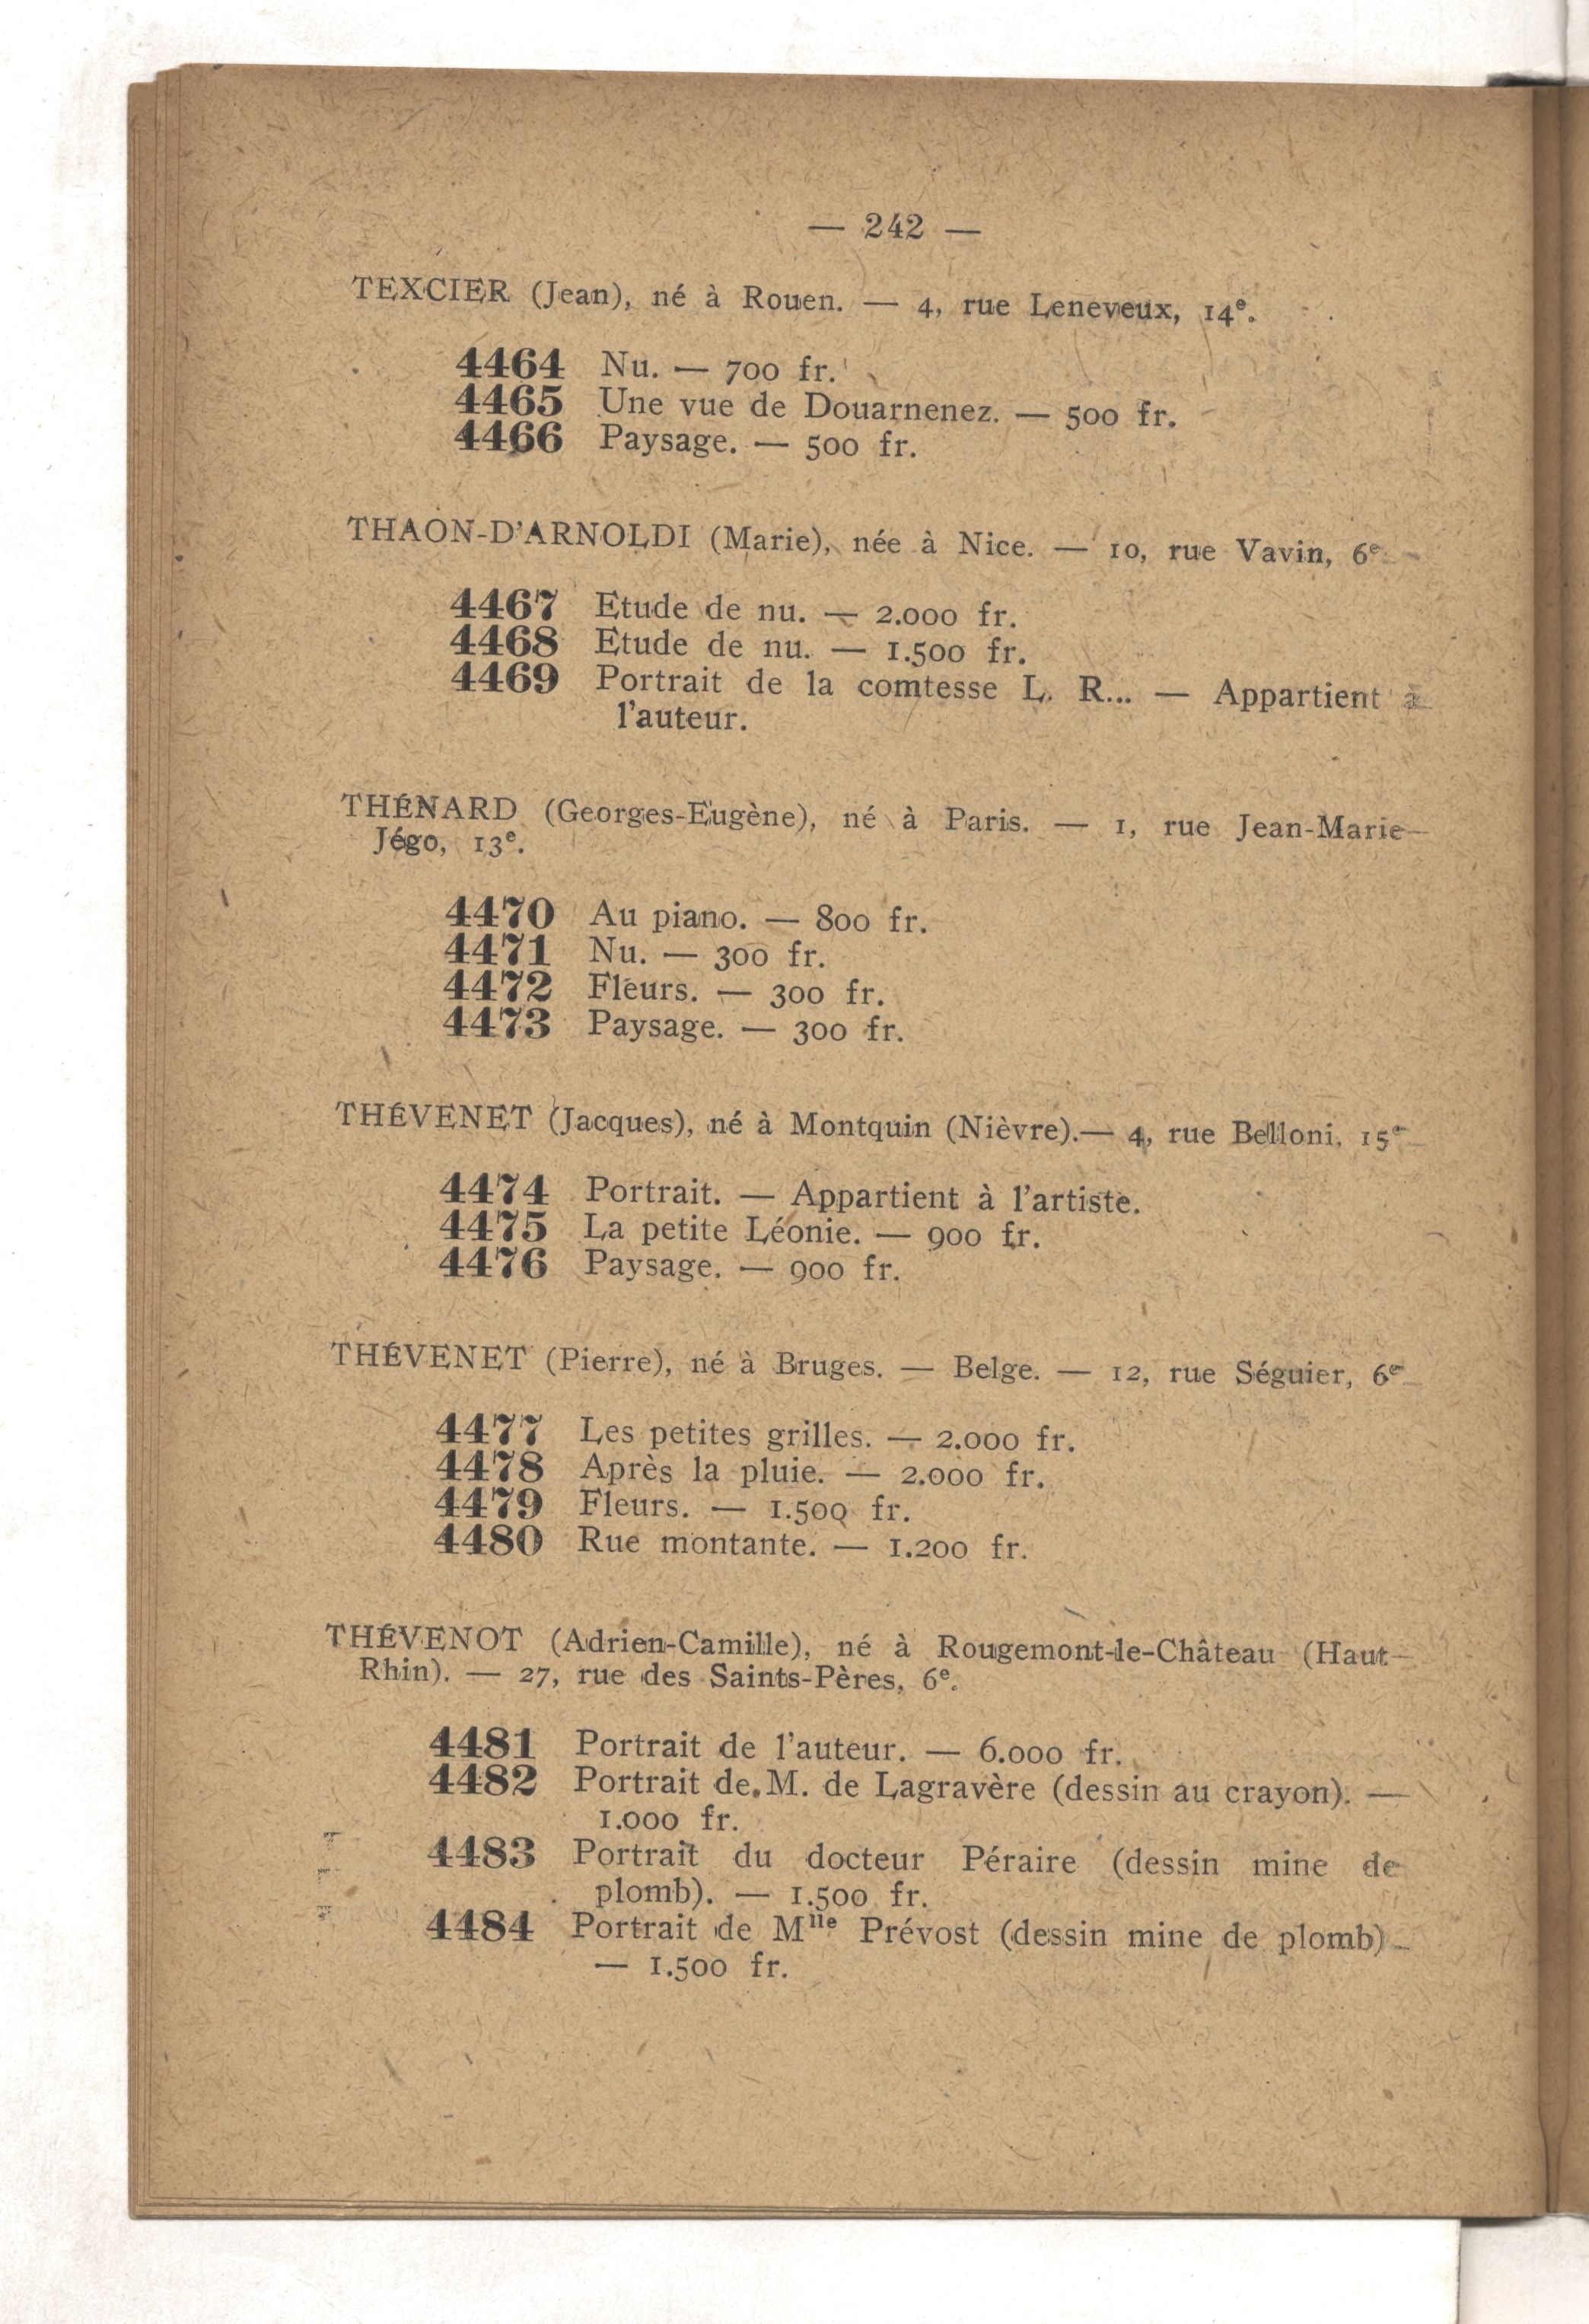 — 242 —
TEXCIER (Jean), né à Rouen. — 4, rue Leneveux, 14e.
4464 Nu. — 700 fr.
4465 Une vue de Douarnenez. — 500 fr.
4466 Paysage. — 500 fr.
THAON-D'ARNOLDI (Marie), née à Nice. — 10, rue Vavin, 6e
4467 Etude de nu. — 2.000 fr.
4468 Etude de nu. — 1.500 fr.
4469 Portrait de la comtesse L. R... — Appartient à
l'auteur.
THÉNARD (Georges-Eugène), né à Paris. — 1, rue Jean-Marie-
Jégo, 13e.
4470 Au piano. — 800 fr.
4471 Nu. — 300 fr.
4472 Fleurs. — 300 fr.
4473 Paysage. — 300 fr.
THÉVENET (Jacques), né à Montquin (Nièvre).— 4, rue Belloni, 15e
4474 Portrait. — Appartient à l'artiste.
4475 La petite Léonie. — 900 fr.
4476 Paysage. — 900 fr.
THÉVENET (Pierre), né à Bruges. — Belge. — 12, rue Séguier, 6e
4477 Les petites grilles. — 2.000 fr.
4478 Après la pluie. — 2.000 fr.
4479 Fleurs. — 1.500 fr.
4480 Rue montante. — 1.200 fr.
THÉVENOT (Adrien-Camille), né à Rougemont-le-Château (Haut-
Rhin). — 27, rue des Saints-Pères, 6e.
4481 Portrait de l'auteur. — 6.000 fr.
4482 Portrait de M. de Lagravère (dessin au crayon). —
1.000 fr.
4483 Portrait du docteur Péraire (dessin mine de
plomb). — 1.500 fr.
4484 Portrait de Mlle Prévost (dessin mine de plomb)
— 1.500 fr.